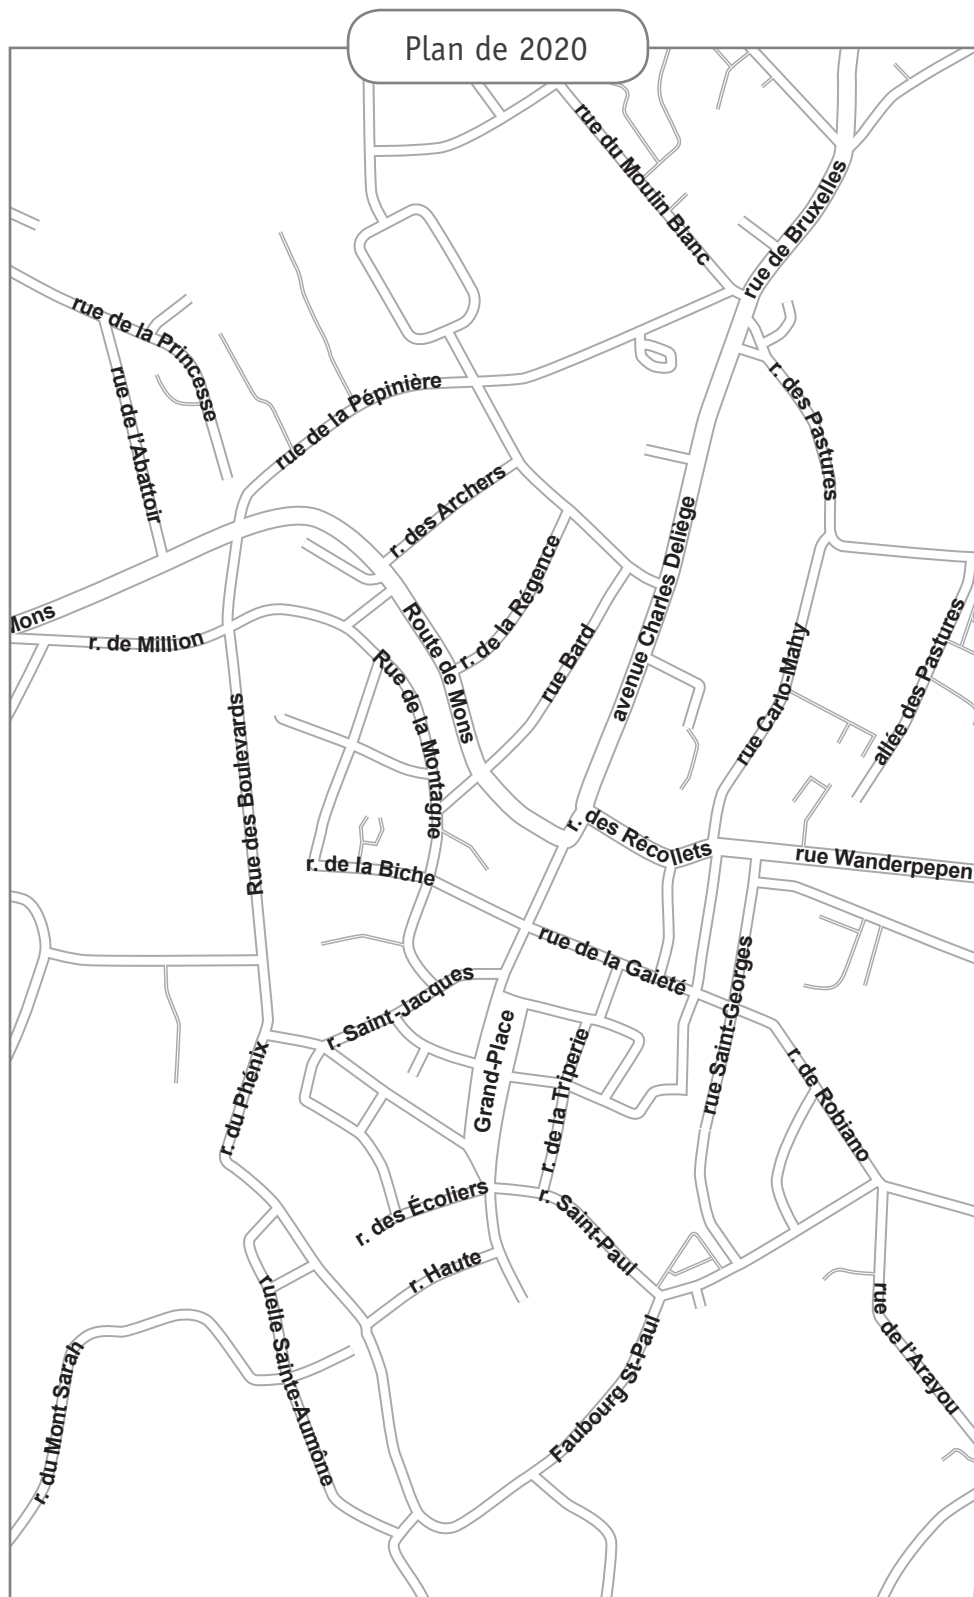 Plan de 2020
rue du Moulin Blanc
rue de Bruxelles
rue de la Princesse
rue de l'Abattoir
rue de la Pépinière
r. des Pastures
r. des Archers
r. de la Régence
avenue Charles Deliège
Mons
r. de Million
Route de Mons
rue Bard
rue Carlo-Mahy
allée des Pastures
Rue de la Montagne
Rue des Boulevards
r. des Récollets
rue Wanderpepen
r. de la Biche
rue de la Gaieté
rue Saint-Georges
r. Saint-Jacques
Grand-Place
r. de la Triperie
r. du Phénix
r. de Robiano
r. des Écoliers
r. Saint-Paul
r. Haute
ruelle Sainte-Aumône
rue de l'Arayou
Faubourg St-Paul
r. du Mont Sarah